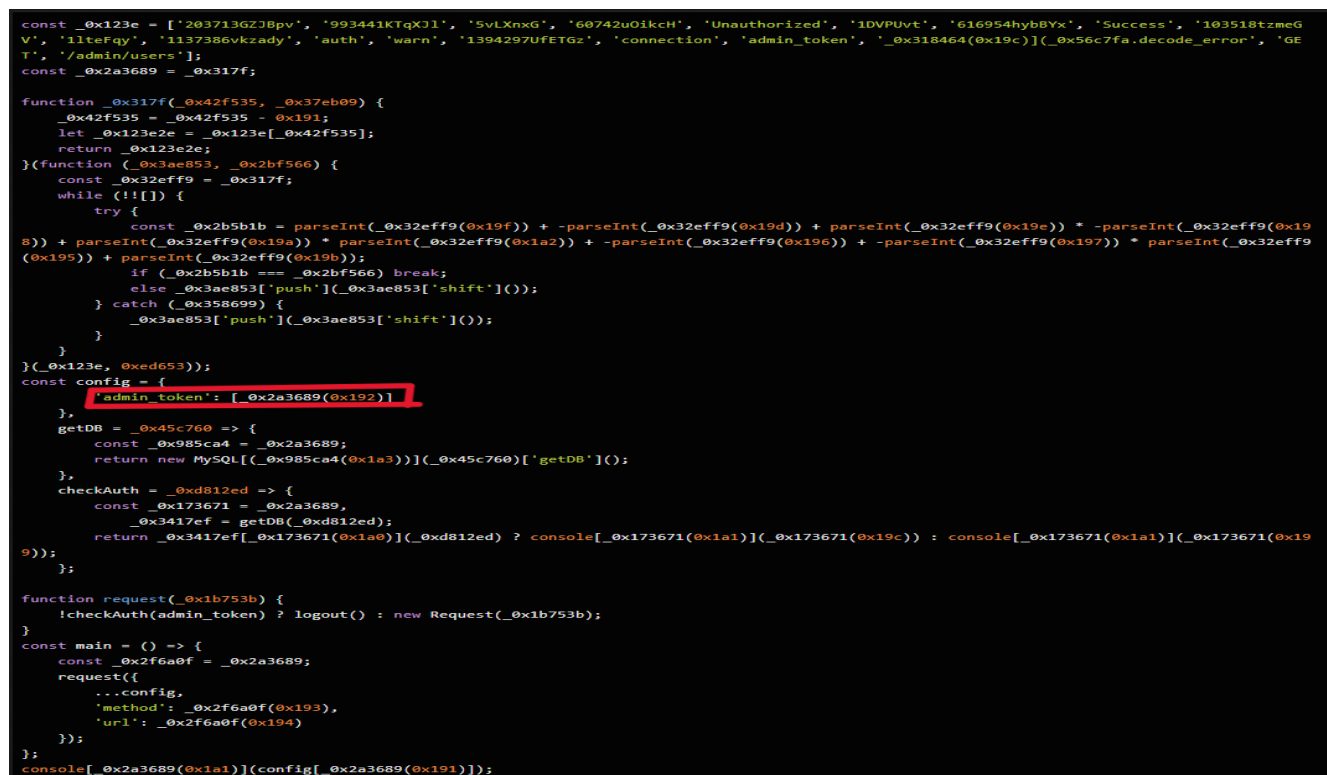 const _0x123e = ['203713GZJBpv', '993441KTqXJl', '5vLXnxG', '60742uOikcH', 'Unauthorized', '1DVPUvt', '616954hybBYx', 'Success', '103518tzmeG
V', '1lteFqy', '1137386vkzady', 'auth', 'warn', '1394297UfETGz', 'connection', 'admin_token', '_0x318464(0x19c)](_0x56c7fa.decode_error', 'GE
T', '/admin/users'];
const _0x2a3689 = _0x317f;
function _0x317f(_0x42f535, _0x37eb09) {
    _0x42f535 = _0x42f535 - 0x191;
    let _0x123e2e = _0x123e[_0x42f535];
    return _0x123e2e;
}(function (_0x3ae853, _0x2bf566) {
    const _0x32eff9 = _0x317f;
    while (!![]) {
        try {
            const _0x2b5b1b = parseInt(_0x32eff9(0x19f)) + -parseInt(_0x32eff9(0x19d)) + parseInt(_0x32eff9(0x19e)) * -parseInt(_0x32eff9(0x19
8)) + parseInt(_0x32eff9(0x19a)) * parseInt(_0x32eff9(0x1a2)) + -parseInt(_0x32eff9(0x196)) + -parseInt(_0x32eff9(0x197)) * parseInt(_0x32eff9
(0x195)) + parseInt(_0x32eff9(0x19b));
            if (_0x2b5b1b === _0x2bf566) break;
            else _0x3ae853['push'](_0x3ae853['shift']());
        } catch (_0x358699) {
            _0x3ae853['push'](_0x3ae853['shift']());
        }
    }
}(_0x123e, 0xed653));
const config = {
        'admin_token': [_0x2a3689(0x192)]
    },
    getDB = _0x45c760 => {
        const _0x985ca4 = _0x2a3689;
        return new MySQL[(_0x985ca4(0x1a3))](_0x45c760)['getDB']();
    },
    checkAuth = _0xd812ed => {
        const _0x173671 = _0x2a3689,
            _0x3417ef = getDB(_0xd812ed);
        return _0x3417ef[_0x173671(0x1a0)](_0xd812ed) ? console[_0x173671(0x1a1)](_0x173671(0x19c)) : console[_0x173671(0x1a1)](_0x173671(0x19
9));
    };
function request(_0x1b753b) {
    !checkAuth(admin_token) ? logout() : new Request(_0x1b753b);
}
const main = () => {
    const _0x2f6a0f = _0x2a3689;
    request({
        ...config,
        'method': _0x2f6a0f(0x193),
        'url': _0x2f6a0f(0x194)
    });
};
console[_0x2a3689(0x1a1)](config[_0x2a3689(0x191)]);